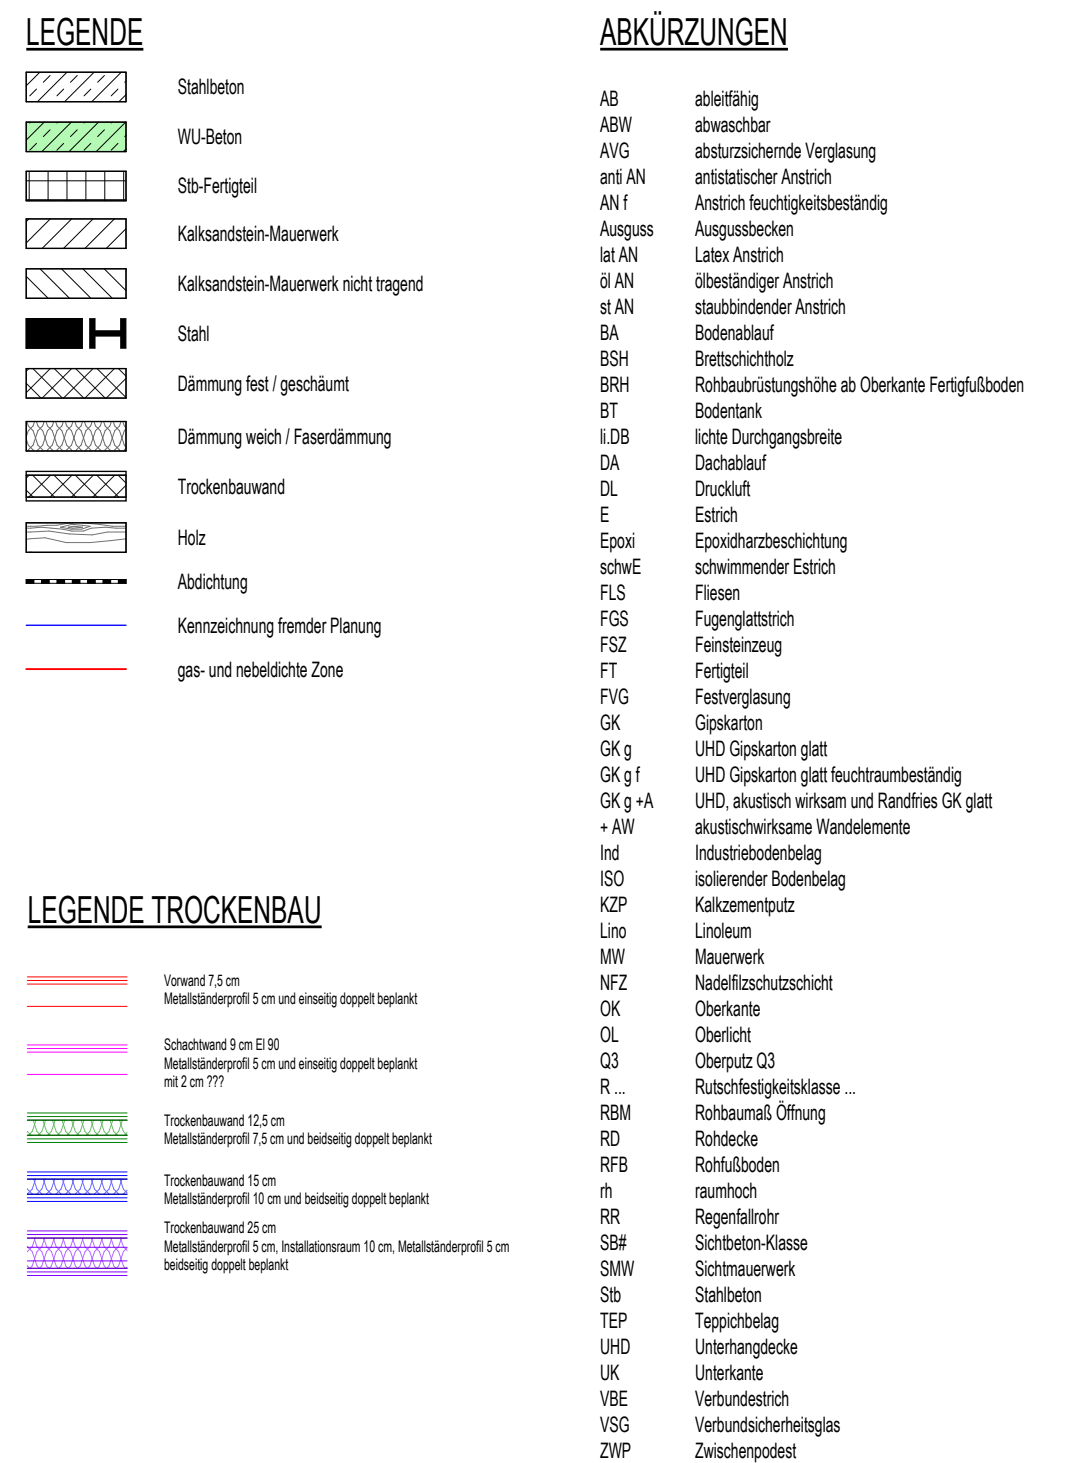 LEGENDE
Stahlbeton
WU-Beton
Stb-Fertigteil
Kalksandstein-Mauerwerk
Kalksandstein-Mauerwerk nicht tragend
Stahl
Dämmung fest / geschäumt
Dämmung weich / Faserdämmung
Trockenbauwand
Holz
Abdichtung
Kennzeichnung fremder Planung
gas- und nebeldichte Zone
LEGENDE TROCKENBAU
Vorwand 7,5 cm
Metallständerprofil 5 cm und einseitig doppelt beplankt
Schachtwand 9 cm EI 90
Metallständerprofil 5 cm und einseitig doppelt beplankt
mit 2 cm ???
Trockenbauwand 12,5 cm
Metallständerprofil 7,5 cm und beidseitig doppelt beplankt
Trockenbauwand 15 cm
Metallständerprofil 10 cm und beidseitig doppelt beplankt
Trockenbauwand 25 cm
Metallständerprofil 5 cm, Installationsraum 10 cm, Metallständerprofil 5 cm
beidseitig doppelt beplankt
ABKÜRZUNGEN
AB ableitfähig
ABW abwaschbar
AVG absturzsichernde Verglasung
anti AN antistatischer Anstrich
AN f Anstrich feuchtigkeitsbeständig
Ausguss Ausgussbecken
lat AN Latex Anstrich
öl AN ölbeständiger Anstrich
st AN staubbindender Anstrich
BA Bodenablauf
BSH Brettschichtholz
BRH Rohbaubrüstungshöhe ab Oberkante Fertigfußboden
BT Bodentank
li.DB lichte Durchgangsbreite
DA Dachablauf
DL Druckluft
E Estrich
Epoxi Epoxidharzbeschichtung
schwE schwimmender Estrich
FLS Fliesen
FGS Fugenglattstrich
FSZ Feinsteinzeug
FT Fertigteil
FVG Festverglasung
GK Gipskarton
GK g UHD Gipskarton glatt
GK g f UHD Gipskarton glatt feuchtraumbeständig
GK g +A UHD, akustisch wirksam und Randfries GK glatt
+ AW akustischwirksame Wandelemente
Ind Industriebodenbelag
ISO isolierender Bodenbelag
KZP Kalkzementputz
Lino Linoleum
MW Mauerwerk
NFZ Nadelfilzschutzschicht
OK Oberkante
OL Oberlicht
Q3 Oberputz Q3
R ... Rutschfestigkeitsklasse ...
RBM Rohbaumaß Öffnung
RD Rohdecke
RFB Rohfußboden
rh raumhoch
RR Regenfallrohr
SB# Sichtbeton-Klasse
SMW Sichtmauerwerk
Stb Stahlbeton
TEP Teppichbelag
UHD Unterhangdecke
UK Unterkante
VBE Verbundestrich
VSG Verbundsicherheitsglas
ZWP Zwischenpodest